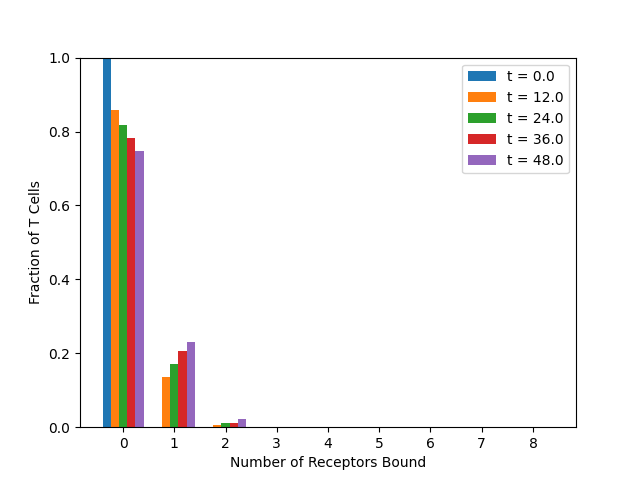 1.0
0.8
0.6
0.4
0.2
0.0
Fraction of T Cells
t = 0.0
t = 12.0
t = 24.0
t = 36.0
t = 48.0
0 1 2 3 4 5 6 7 8
Number of Receptors Bound